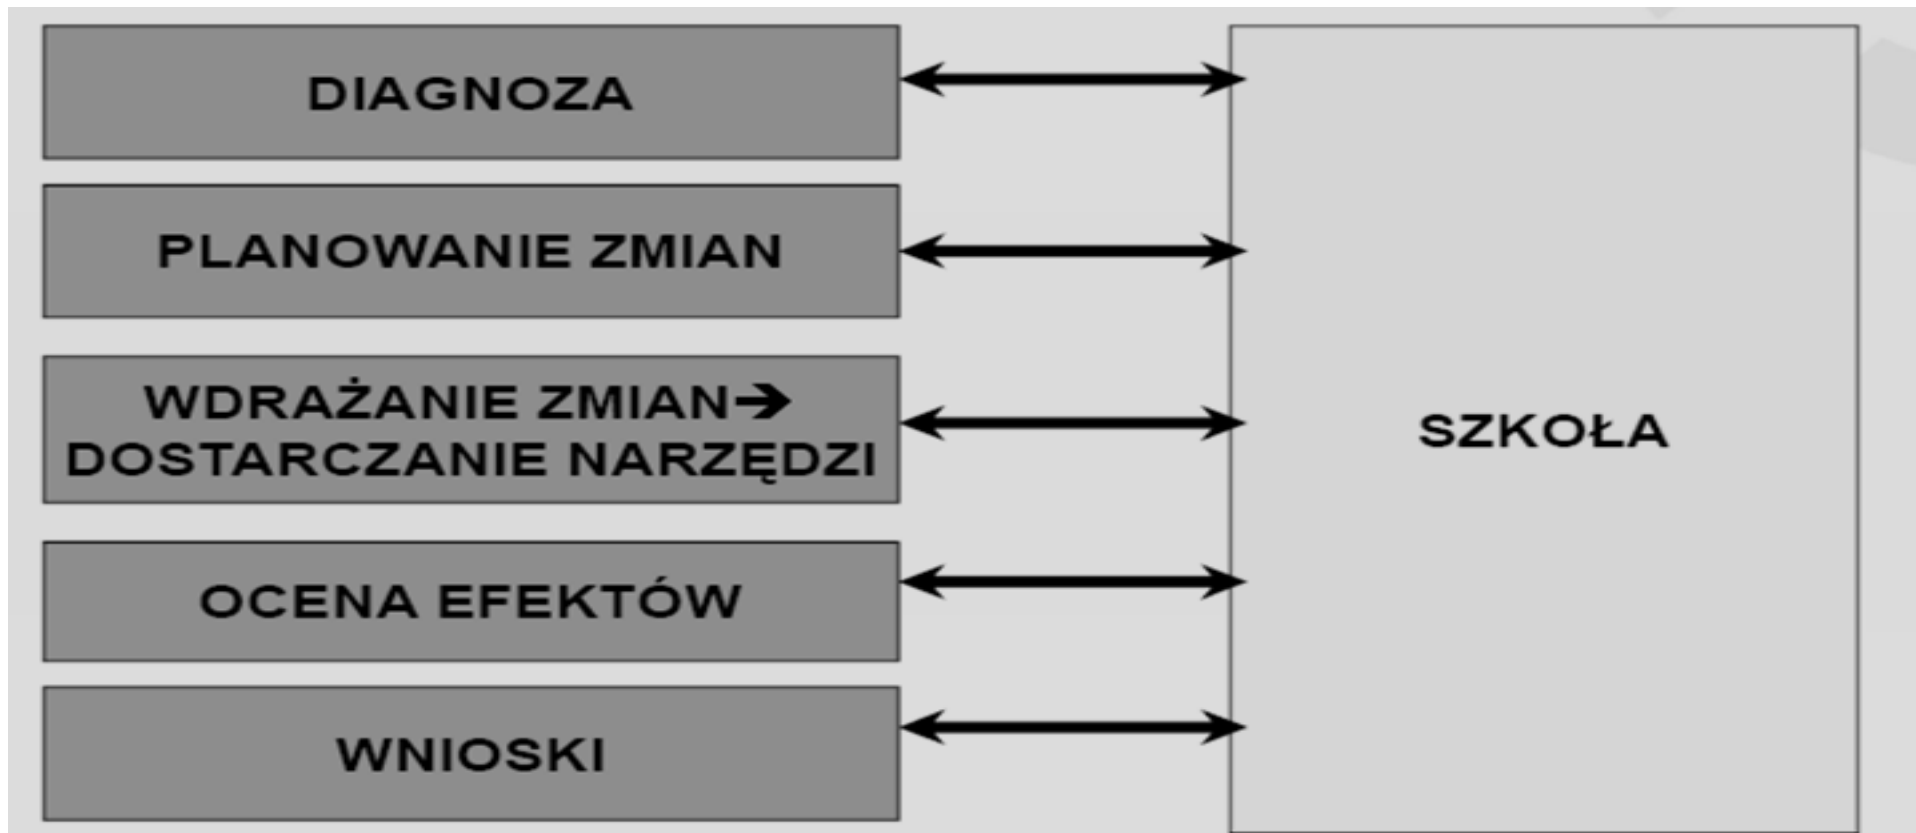 DIAGNOZA
PLANOWANIE ZMIAN
WDRAŻANIE ZMIAN➔
DOSTARCZANIE NARZĘDZI
OCENA EFEKTÓW
WNIOSKI
SZKOŁA